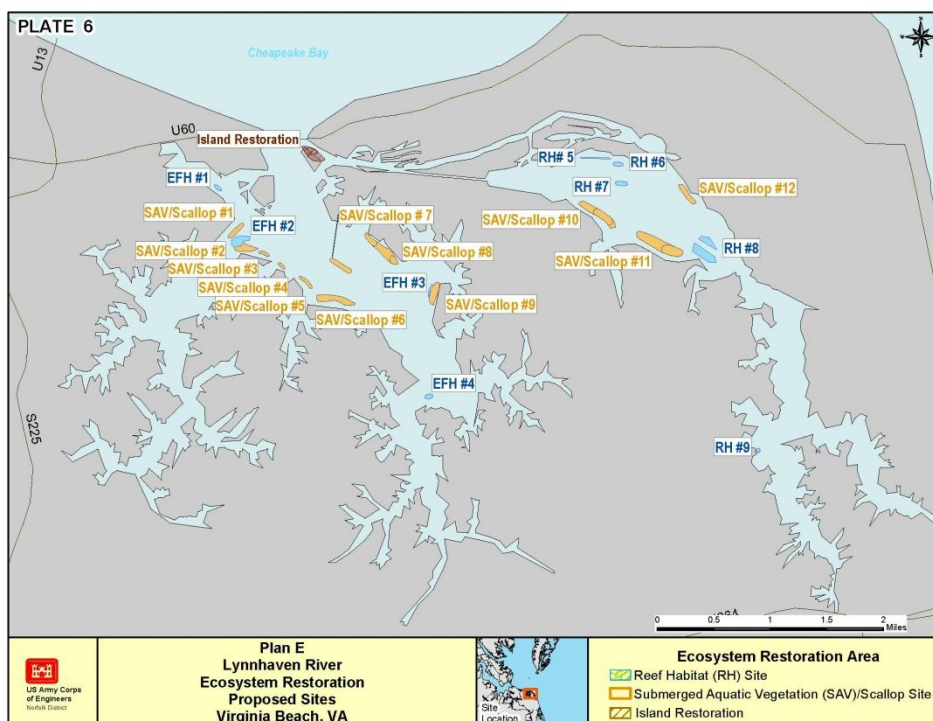 PLATE 6
U13
Cheapeake Bay
U60
Island Restoration
RH# 5
RH #6
EFH #1
RH #7
SAV/Scallop #12
SAV/Scallop #1
EFH #2
SAV/Scallop # 7
SAV/Scallop #10
SAV/Scallop #2
SAV/Scallop #8
RH #8
SAV/Scallop #3
SAV/Scallop #11
SAV/Scallop #4
EFH #3
SAV/Scallop #5
SAV/Scallop #9
SAV/Scallop #6
EFH #4
S225
RH #9
0 0.5 1 1.5 2
Miles
US Army Corps
of Engineers
Norfolk District
Plan E
Lynnhaven River
Ecosystem Restoration
Proposed Sites
Virginia Beach, VA
Site
Location
Ecosystem Restoration Area
Reef Habitat (RH) Site
Submerged Aquatic Vegetation (SAV)/Scallop Site
Island Restoration